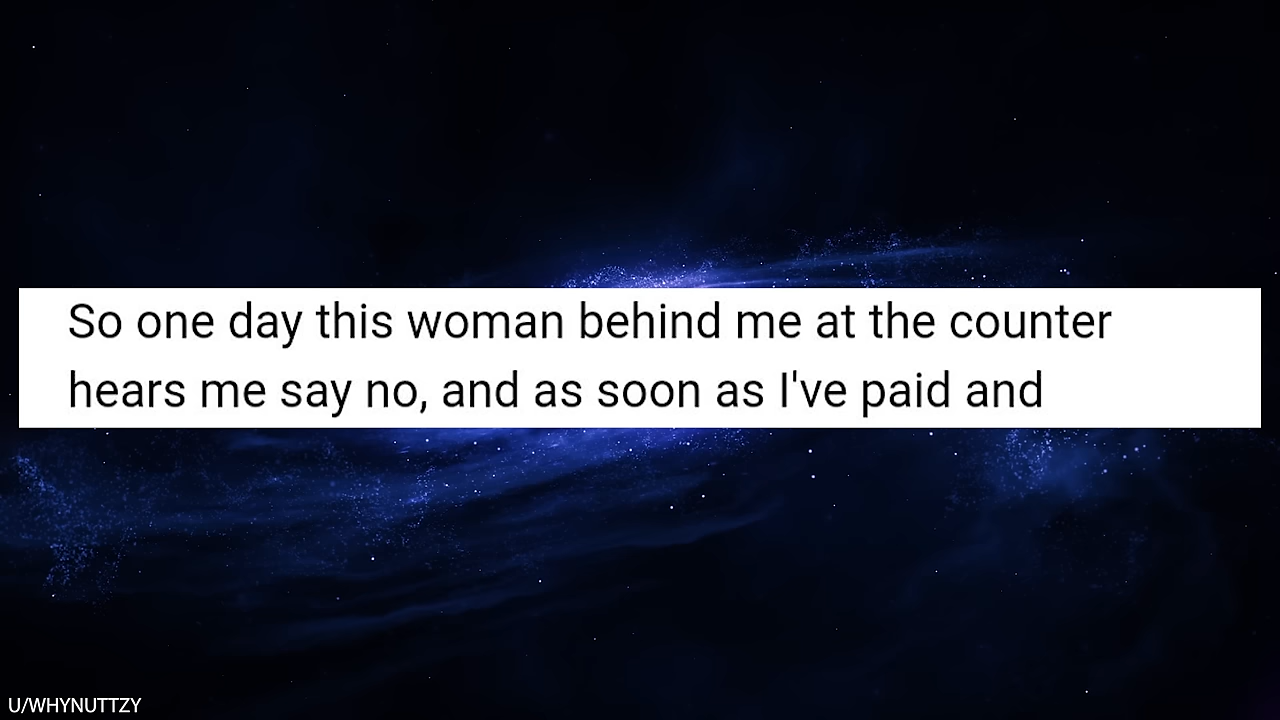 So one day this woman behind me at the counter
hears me say no, and as soon as I've paid and
U/WHYNUTTZY